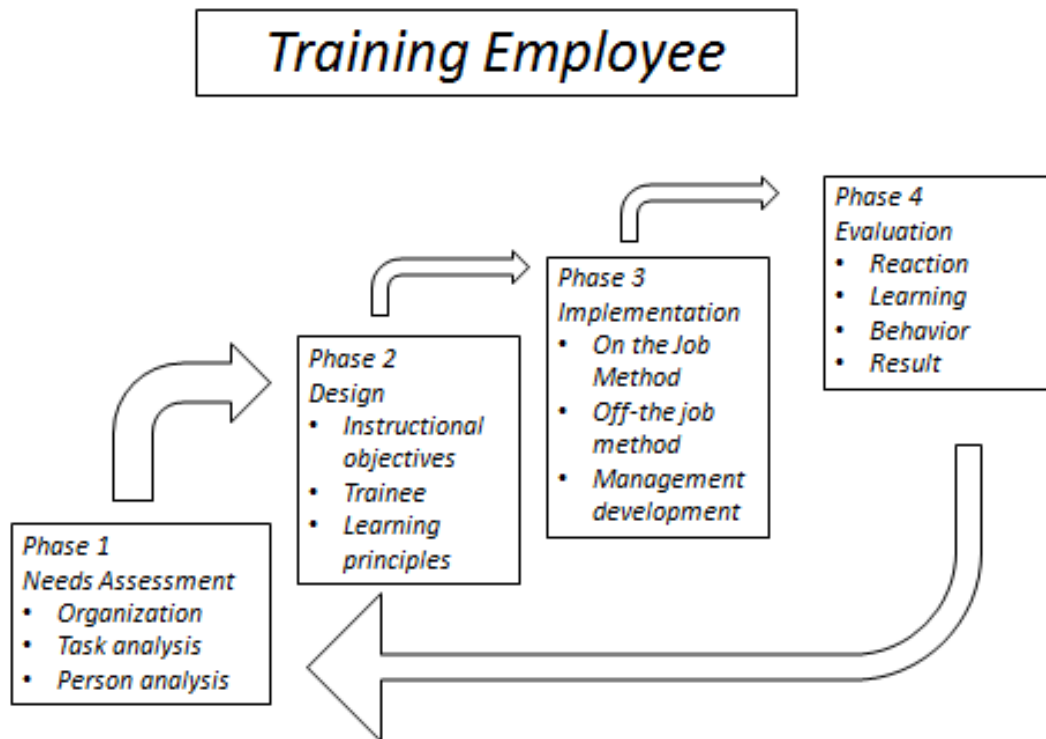 Training Employee
Phase 1
Needs Assessment
• Organization
• Task analysis
• Person analysis
Phase 2
Design
• Instructional
objectives
• Trainee
• Learning
principles
Phase 3
Implementation
• On the Job
Method
• Off-the job
method
• Management
development
Phase 4
Evaluation
• Reaction
• Learning
• Behavior
• Result